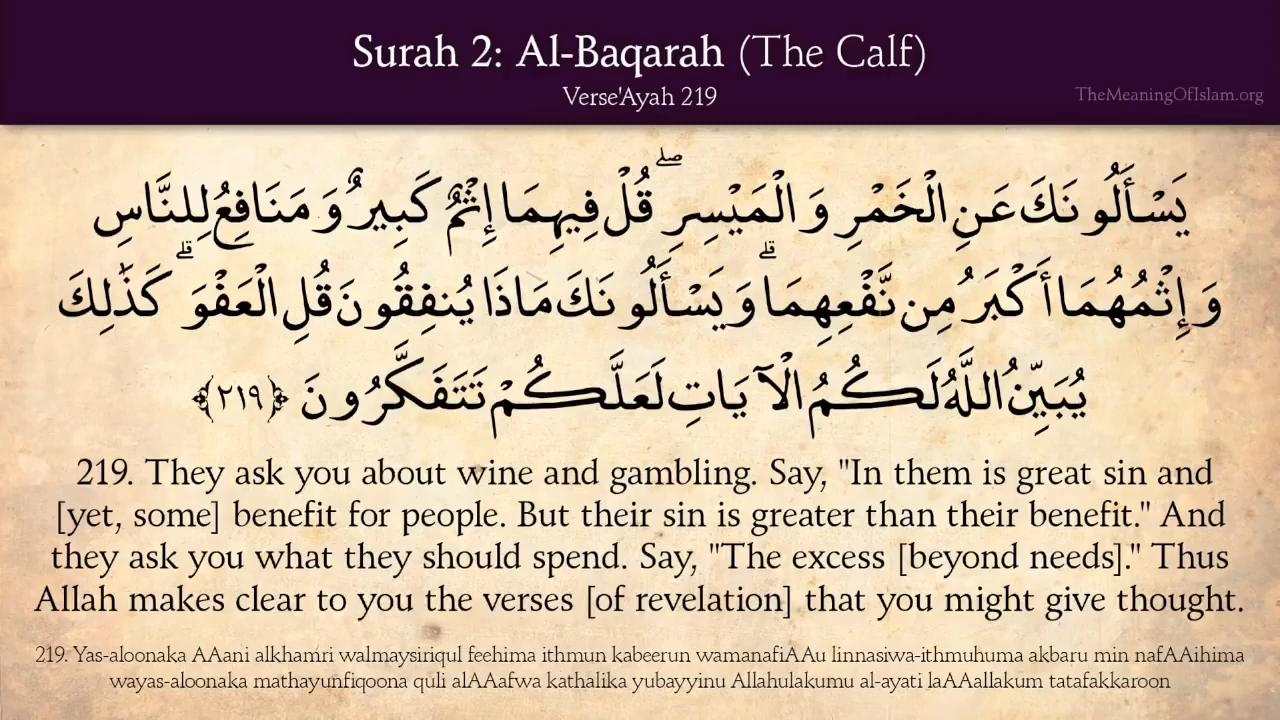 Surah 2: Al-Baqarah (The Calf)
Verse'Ayah 219
TheMeaningOfIslam.org
يَسْأَلُونَكَ عَنِ الْخَمْرِ وَالْمَيْسِرِ ۖ قُلْ فِيهِمَا إِثْمٌ كَبِيرٌ وَمَنَافِعُ لِلنَّاسِ
وَإِثْمُهُمَا أَكْبَرُ مِن نَّفْعِهِمَا ۗ وَيَسْأَلُونَكَ مَاذَا يُنفِقُونَ قُلِ الْعَفْوَ ۗ كَذَٰلِكَ
يُبَيِّنُ اللَّهُ لَكُمُ الْآيَاتِ لَعَلَّكُمْ تَتَفَكَّرُونَ ﴿٢١٩﴾
219. They ask you about wine and gambling. Say, "In them is great sin and
[yet, some] benefit for people. But their sin is greater than their benefit." And
they ask you what they should spend. Say, "The excess [beyond needs]." Thus
Allah makes clear to you the verses [of revelation] that you might give thought.
219. Yas-aloonaka AAani alkhamri walmaysiriqul feehima ithmun kabeerun wamanafiAAu linnasiwa-ithmuhuma akbaru min nafAAihima
wayas-aloonaka mathayunfiqoona quli alAAafwa kathalika yubayyinu Allahulakumu al-ayati laAAallakum tatafakkaroon